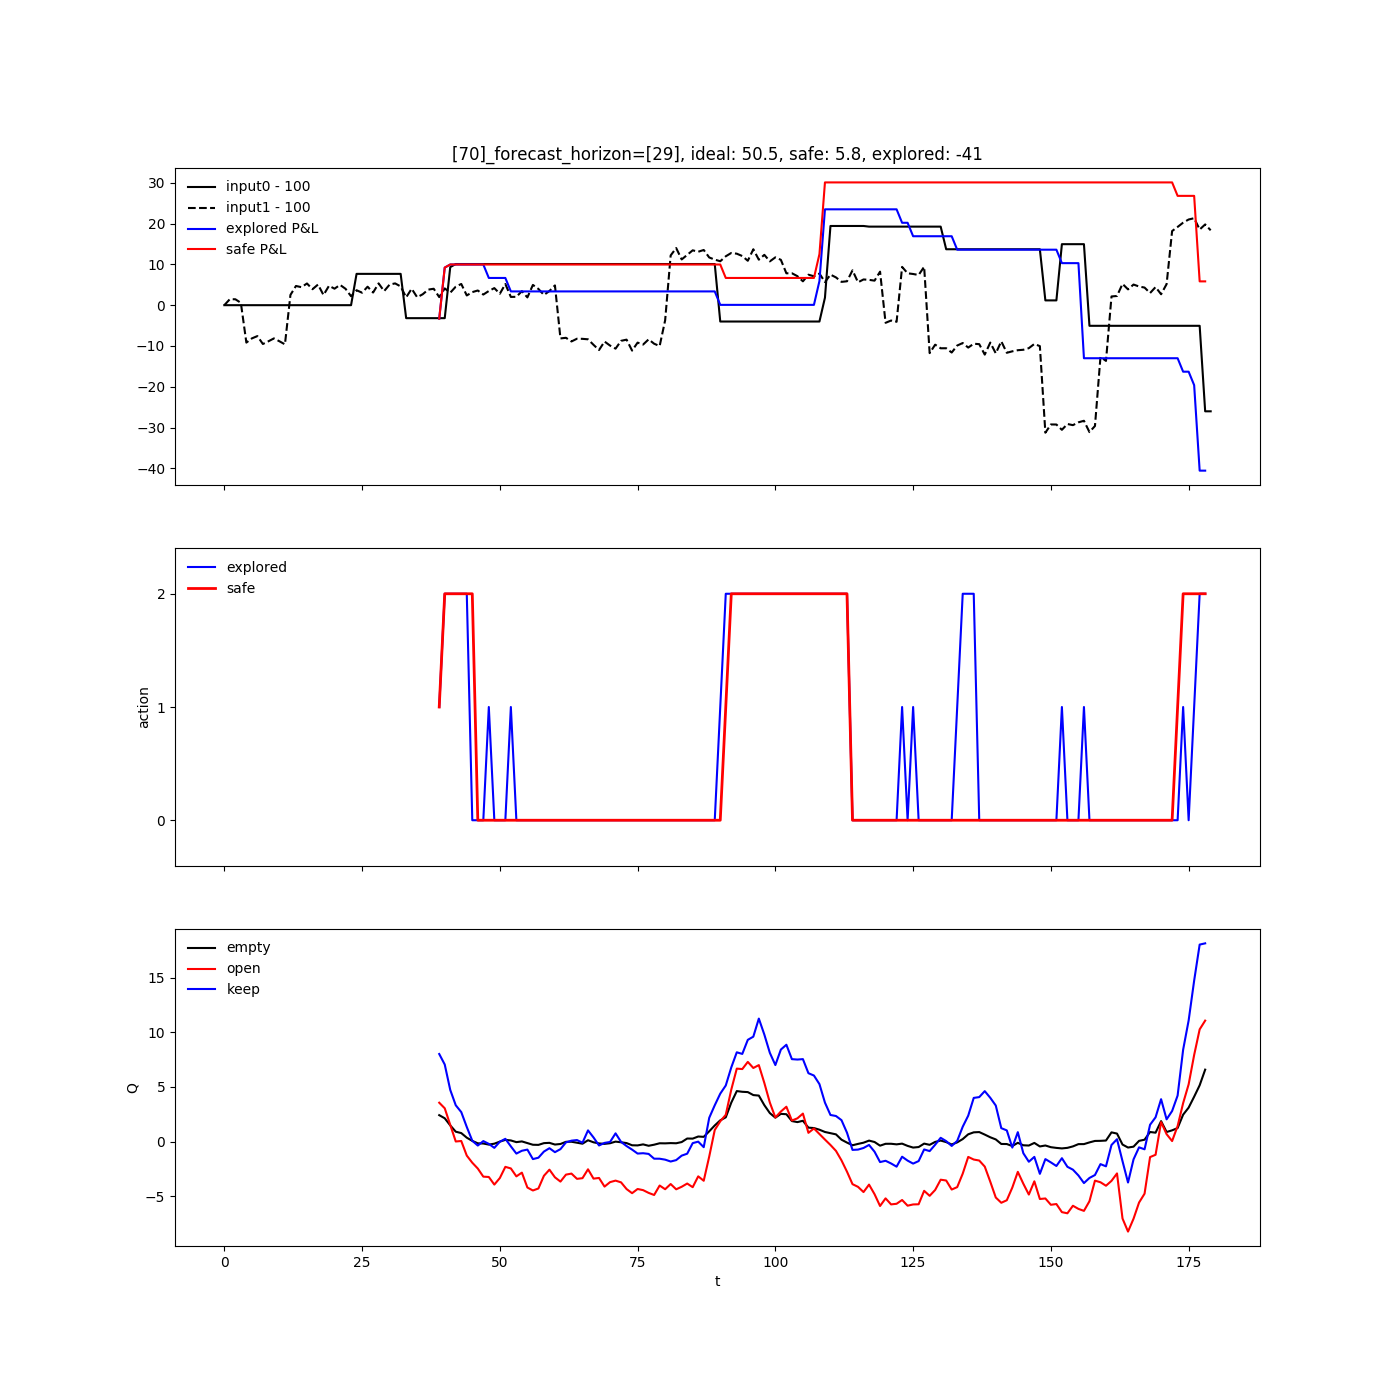 [70]_forecast_horizon=[29], ideal: 50.5, safe: 5.8, explored: -41
input0 - 100
input1 - 100
explored P&L
safe P&L
30
20
10
0
−10
−20
−30
−40
explored
safe
2
1
0
action
empty
open
keep
15
10
5
0
−5
Q
0 25 50 75 100 125 150 175
t